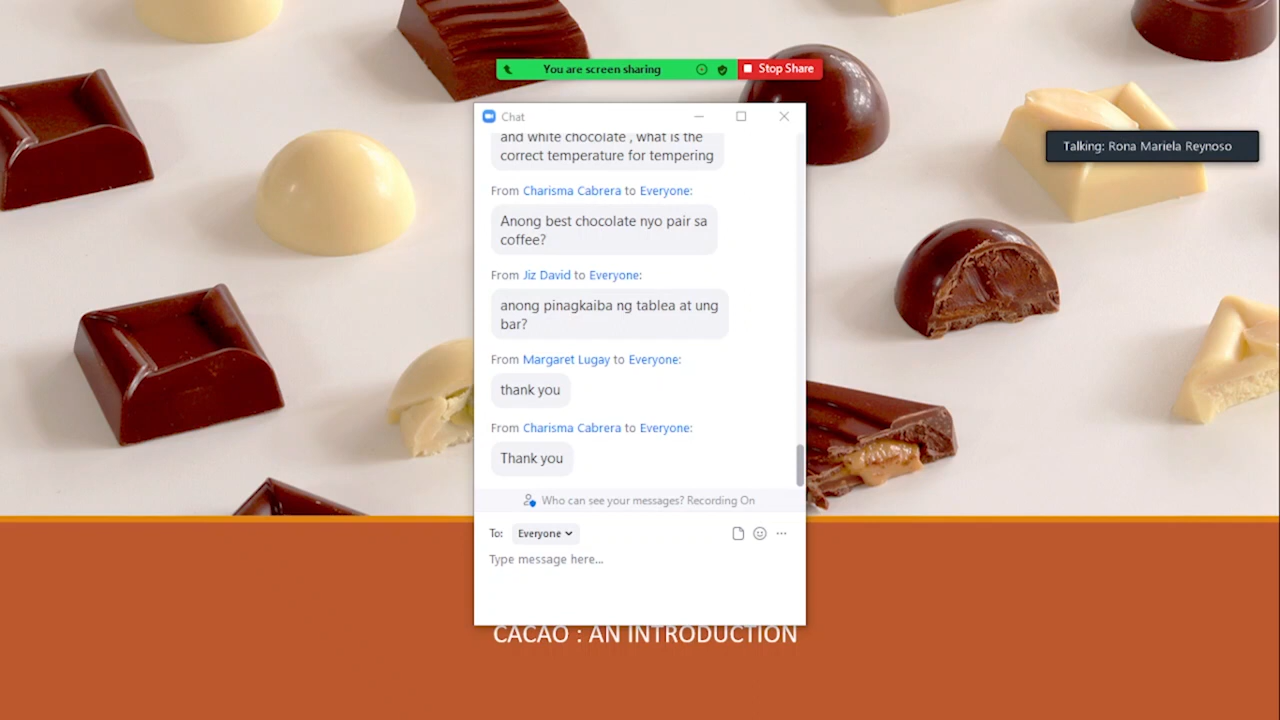 You are screen sharing
Stop Share
Chat
Talking: Rona Mariela Reynoso
and white chocolate , what is the
correct temperature for tempering
From Charisma Cabrera to Everyone:
Anong best chocolate nyo pair sa
coffee?
From Jiz David to Everyone:
anong pinagkaiba ng tablea at ung
bar?
From Margaret Lugay to Everyone:
thank you
From Charisma Cabrera to Everyone:
Thank you
Who can see your messages? Recording On
To: Everyone
Type message here...
CACAO : AN INTRODUCTION